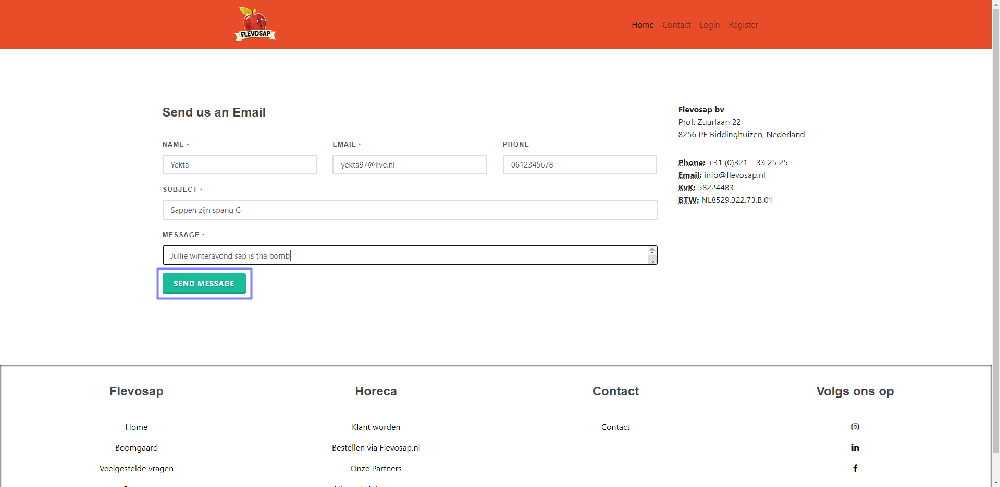 FLEVOSAP
Home Contact Login Register
Send us an Email
NAME *
EMAIL *
PHONE
Yekta
yekta97@live.nl
0612345678
SUBJECT *
Sappen zijn spang G
MESSAGE *
Jullie winteravond sap is tha bomb
SEND MESSAGE
Flevosap bv
Prof. Zuurlaan 22
8256 PE Biddinghuizen, Nederland
Phone: +31 (0)321 – 33 25 25
Email: info@flevosap.nl
KvK: 58224483
BTW: NL8529.322.73.B.01
Flevosap
Home
Boomgaard
Veelgestelde vragen
Horeca
Klant worden
Bestellen via Flevosap.nl
Onze Partners
Contact
Contact
Volgs ons op